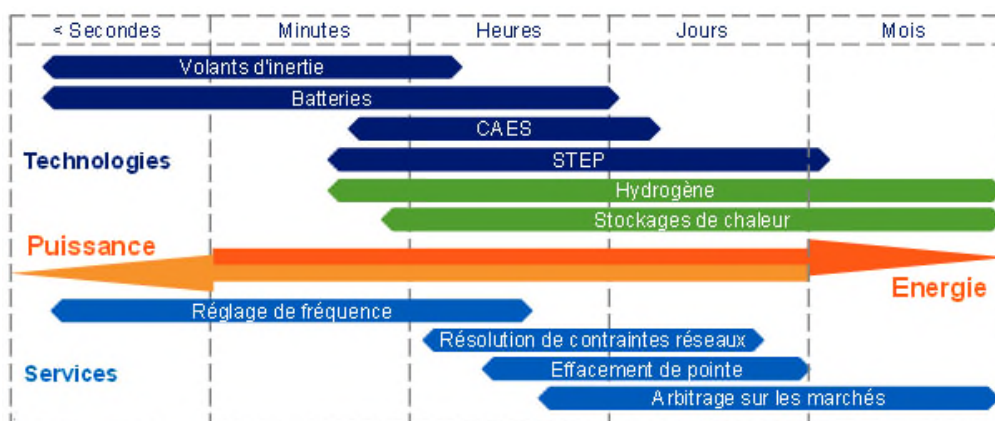 < Secondes Minutes Heures Jours Mois
Volants d'inertie
Batteries
CAES
Technologies STEP
Hydrogène
Stockages de chaleur
Puissance
Energie
Réglage de fréquence
Résolution de contraintes réseaux
Services Effacement de pointe
Arbitrage sur les marchés